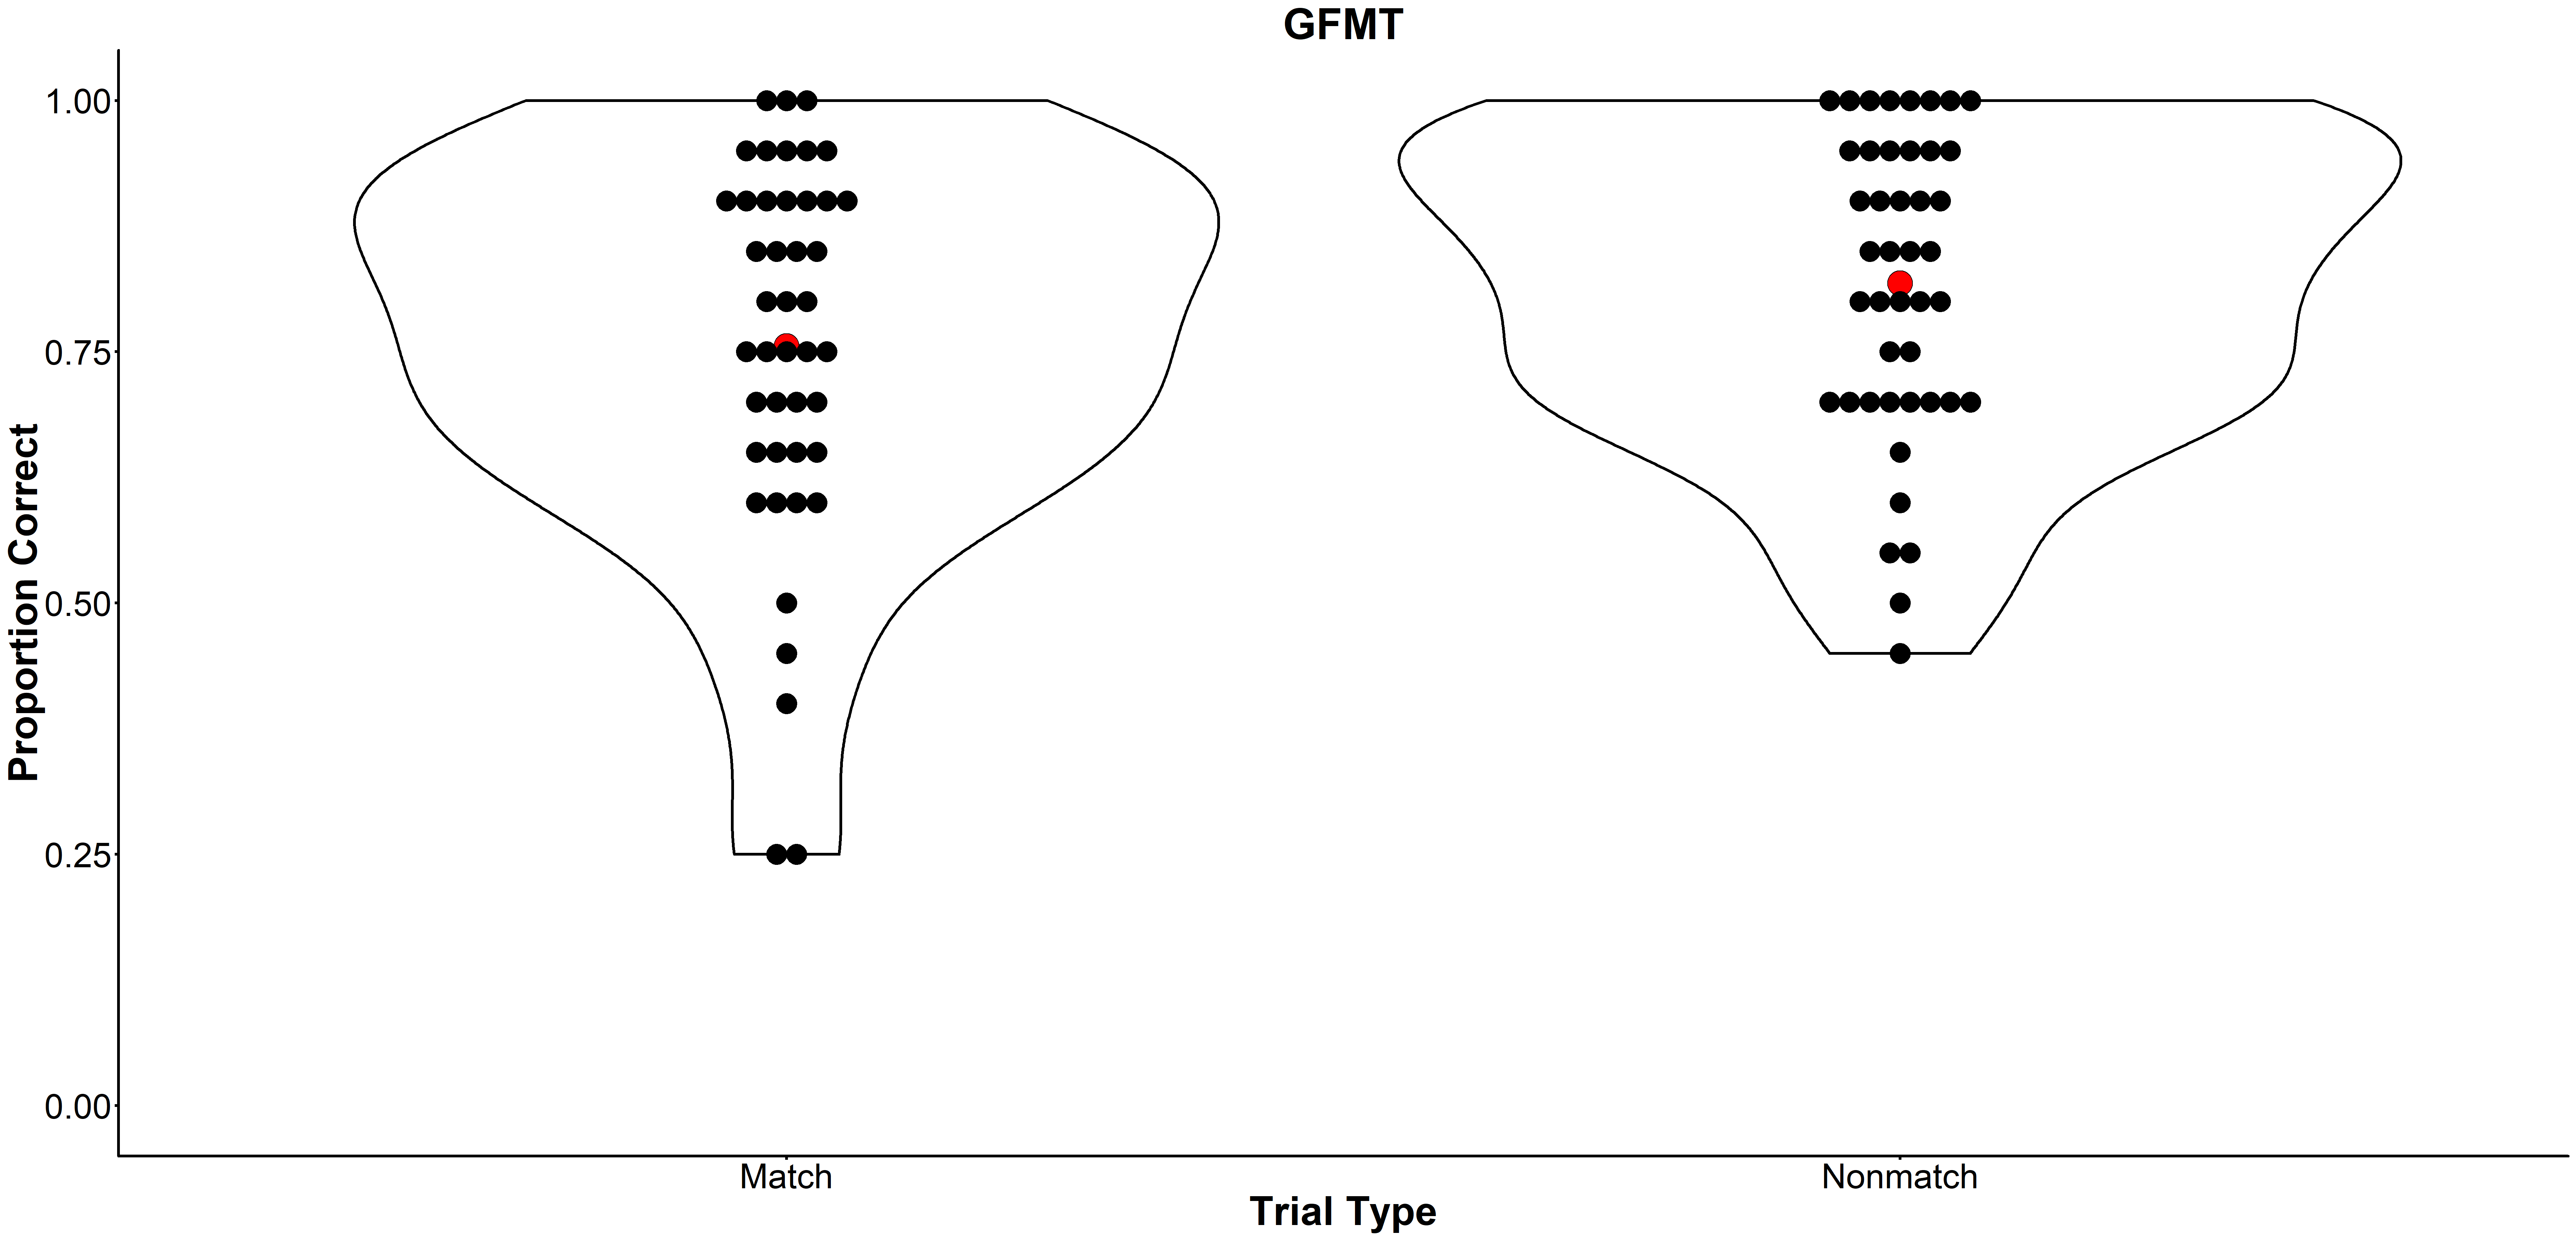 GFMT
Proportion Correct
1.00
0.75
0.50
0.25
0.00
Match
Nonmatch
Trial Type